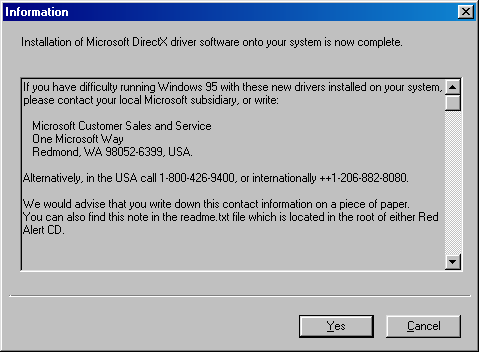 Information
Installation of Microsoft DirectX driver software onto your system is now complete.
If you have difficulty running Windows 95 with these new drivers installed on your system,
please contact your local Microsoft subsidiary, or write:
Microsoft Customer Sales and Service
One Microsoft Way
Redmond, WA 98052-6399, USA.
Alternatively, in the USA call 1-800-426-9400, or internationally ++1-206-882-8080.
We would advise that you write down this contact information on a piece of paper.
You can also find this note in the readme.txt file which is located in the root of either Red
Alert CD.
Yes Cancel